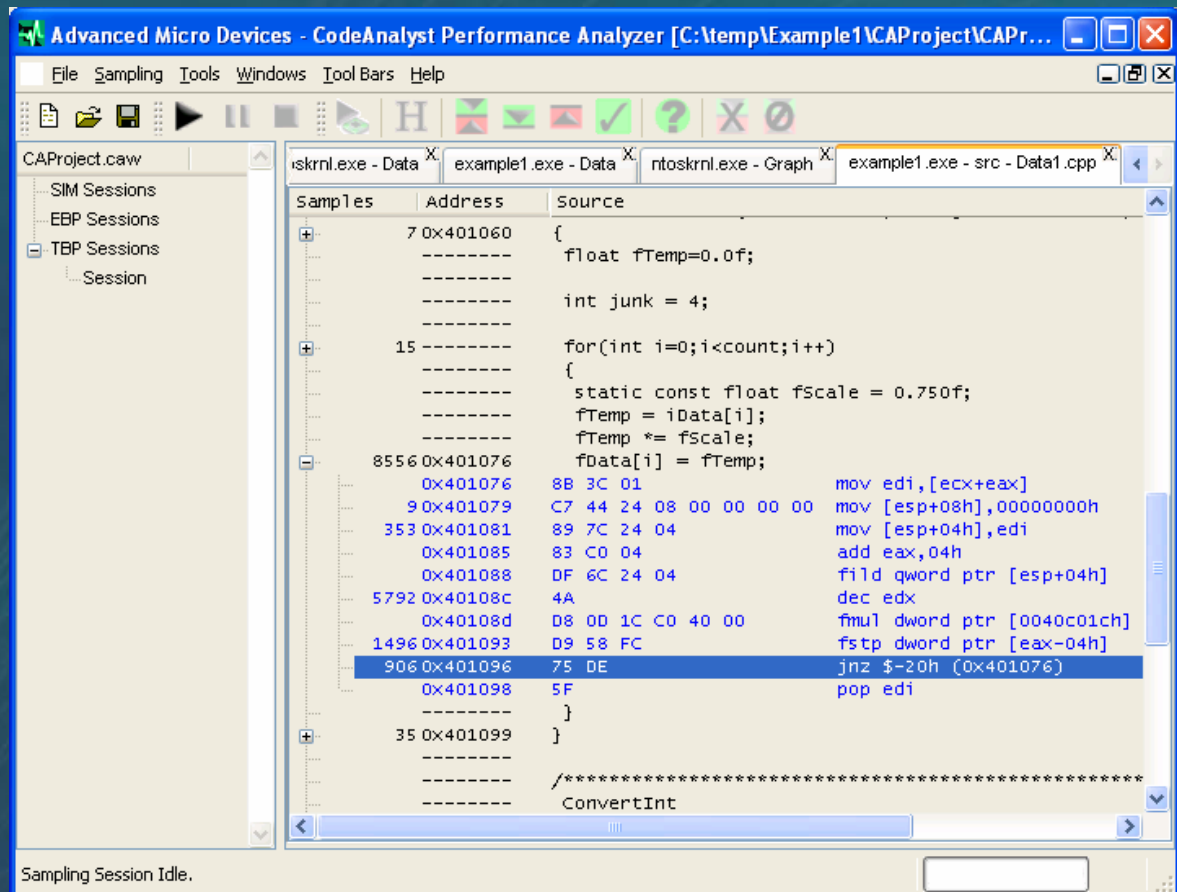 Advanced Micro Devices - CodeAnalyst Performance Analyzer [C:\temp\Example1\CAProject\CAPr...
File Sampling Tools Windows Tool Bars Help
H
CAProject.caw
SIM Sessions
EBP Sessions
TBP Sessions
Session
skrnl.exe - Data X example1.exe - Data X ntoskrnl.exe - Graph X example1.exe - src - Data1.cpp X
Samples Address Source
7 0x401060 {
-------- float fTemp=0.0f;
--------
-------- int junk = 4;
--------
15 -------- for(int i=0;i<count;i++)
-------- {
-------- static const float fScale = 0.750f;
-------- fTemp = iData[i];
-------- fTemp *= fScale;
8556 0x401076 fData[i] = fTemp;
0x401076 8B 3C 01 mov edi,[ecx+eax]
9 0x401079 C7 44 24 08 00 00 00 00 mov [esp+08h],00000000h
353 0x401081 89 7C 24 04 mov [esp+04h],edi
0x401085 83 C0 04 add eax,04h
0x401088 DF 6C 24 04 fild qword ptr [esp+04h]
5792 0x40108c 4A dec edx
0x40108d D8 0D 1C C0 40 00 fmul dword ptr [0040c01ch]
1496 0x401093 D9 58 FC fstp dword ptr [eax-04h]
906 0x401096 75 DE jnz $-20h (0x401076)
0x401098 5F pop edi
-------- }
35 0x401099 }
--------
-------- /***************************************************
-------- ConvertInt
Sampling Session Idle.